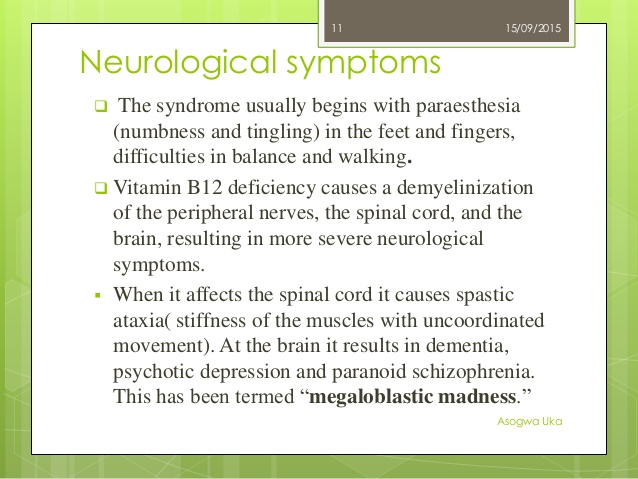 11 15/09/2015
Neurological symptoms
The syndrome usually begins with paraesthesia
(numbness and tingling) in the feet and fingers,
difficulties in balance and walking.
Vitamin B12 deficiency causes a demyelinization
of the peripheral nerves, the spinal cord, and the
brain, resulting in more severe neurological
symptoms.
When it affects the spinal cord it causes spastic
ataxia( stiffness of the muscles with uncoordinated
movement). At the brain it results in dementia,
psychotic depression and paranoid schizophrenia.
This has been termed “megaloblastic madness.”
Asogwa Uka